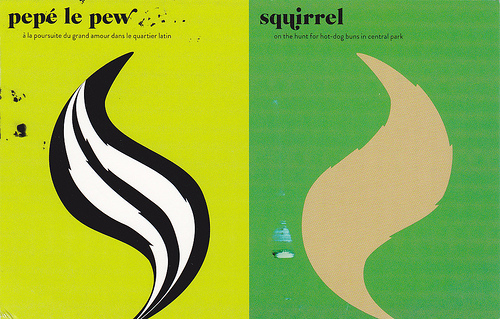 pepé le pew
à la poursuite du grand amour dans le quartier latin
squirrel
on the hunt for hot-dog buns in central park